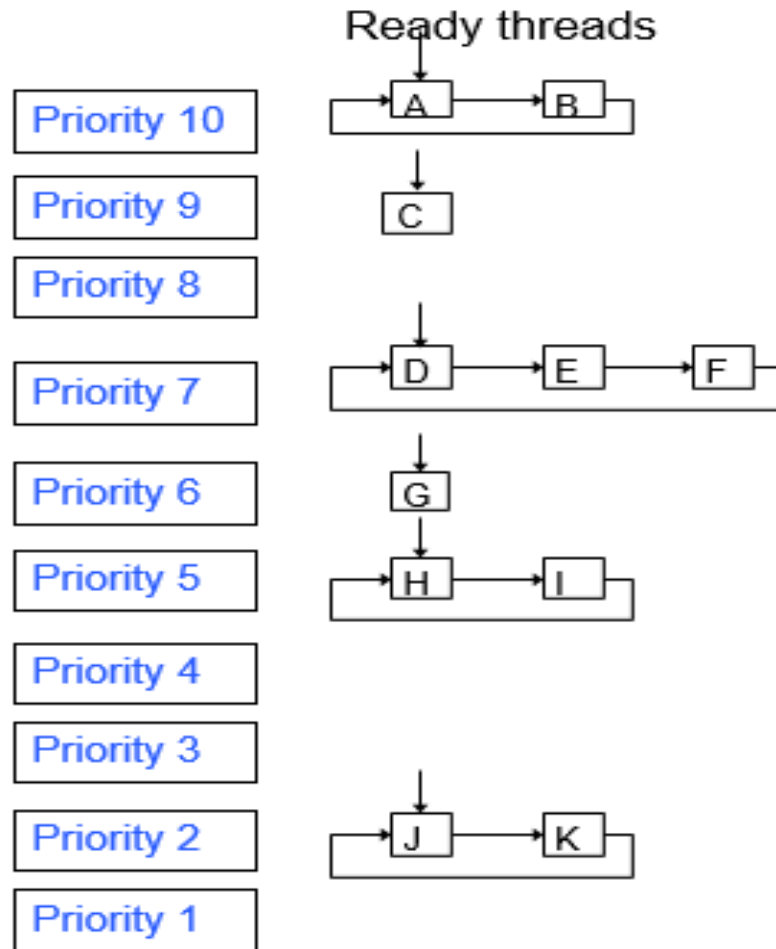 Ready threads
Priority 10
A B
Priority 9
C
Priority 8
Priority 7
D E F
Priority 6
G
Priority 5
H I
Priority 4
Priority 3
Priority 2
J K
Priority 1